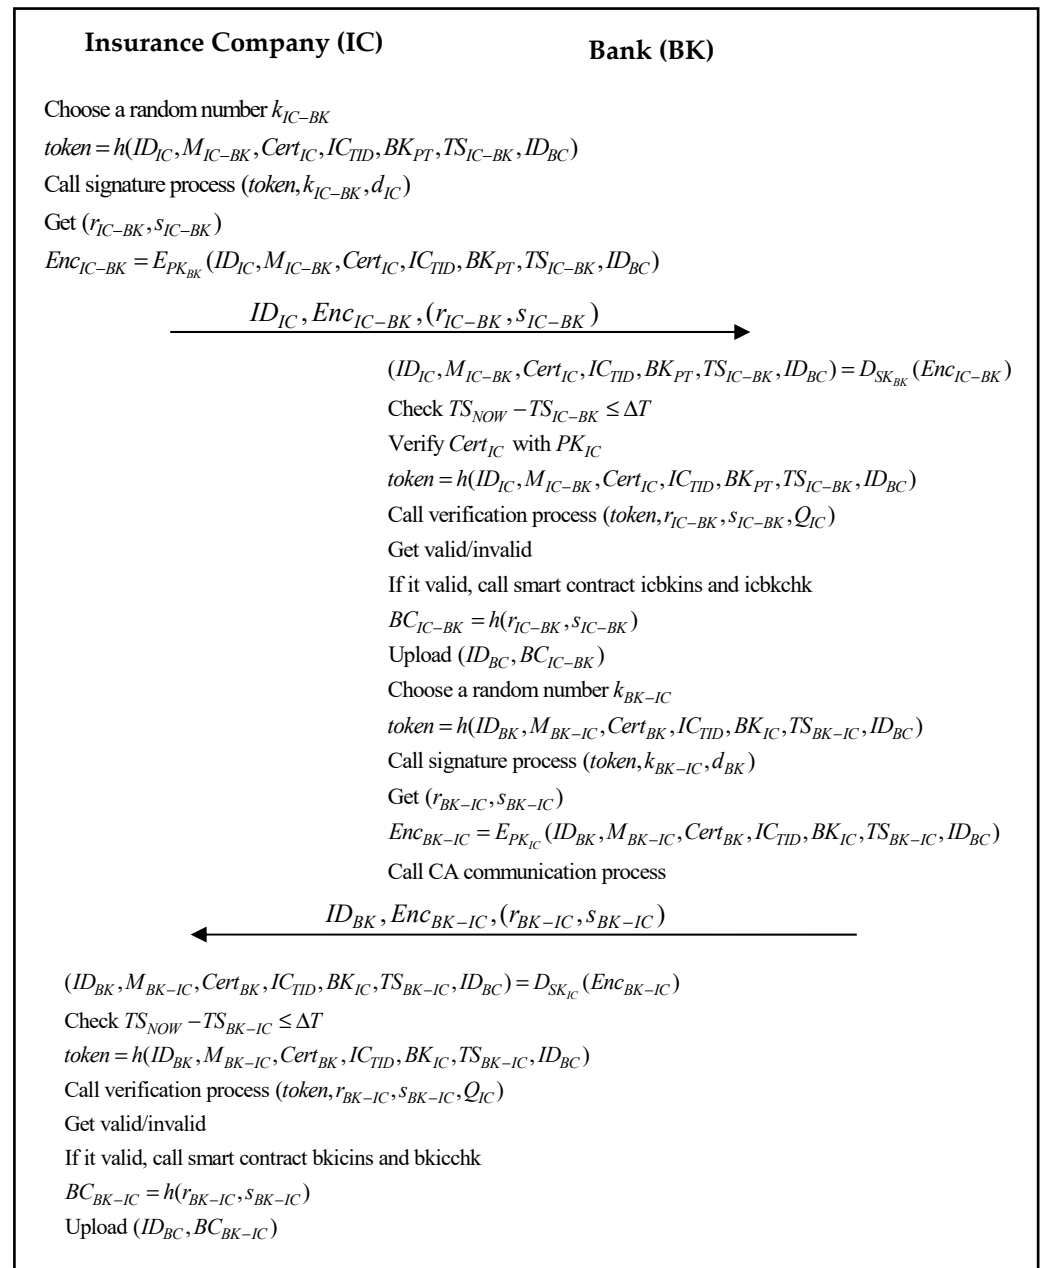 Insurance Company (IC)
Bank (BK)
Choose a random number k_{IC-BK}
token = h(ID_{IC}, M_{IC-BK}, Cert_{IC}, IC_{TID}, BK_{PT}, TS_{IC-BK}, ID_{BC})
Call signature process (token, k_{IC-BK}, d_{IC})
Get (r_{IC-BK}, s_{IC-BK})
Enc_{IC-BK} = E_{PK_{BK}}(ID_{IC}, M_{IC-BK}, Cert_{IC}, IC_{TID}, BK_{PT}, TS_{IC-BK}, ID_{BC})
ID_{IC}, Enc_{IC-BK}, (r_{IC-BK}, s_{IC-BK})
(ID_{IC}, M_{IC-BK}, Cert_{IC}, IC_{TID}, BK_{PT}, TS_{IC-BK}, ID_{BC}) = D_{SK_{BK}}(Enc_{IC-BK})
Check TS_{NOW} − TS_{IC-BK} ≤ ΔT
Verify Cert_{IC} with PK_{IC}
token = h(ID_{IC}, M_{IC-BK}, Cert_{IC}, IC_{TID}, BK_{PT}, TS_{IC-BK}, ID_{BC})
Call verification process (token, r_{IC-BK}, s_{IC-BK}, Q_{IC})
Get valid/invalid
If it valid, call smart contract icbkins and icbkchk
BC_{IC-BK} = h(r_{IC-BK}, s_{IC-BK})
Upload (ID_{BC}, BC_{IC-BK})
Choose a random number k_{BK-IC}
token = h(ID_{BK}, M_{BK-IC}, Cert_{BK}, IC_{TID}, BK_{IC}, TS_{BK-IC}, ID_{BC})
Call signature process (token, k_{BK-IC}, d_{BK})
Get (r_{BK-IC}, s_{BK-IC})
Enc_{BK-IC} = E_{PK_{IC}}(ID_{BK}, M_{BK-IC}, Cert_{BK}, IC_{TID}, BK_{IC}, TS_{BK-IC}, ID_{BC})
Call CA communication process
ID_{BK}, Enc_{BK-IC}, (r_{BK-IC}, s_{BK-IC})
(ID_{BK}, M_{BK-IC}, Cert_{BK}, IC_{TID}, BK_{IC}, TS_{BK-IC}, ID_{BC}) = D_{SK_{IC}}(Enc_{BK-IC})
Check TS_{NOW} − TS_{BK-IC} ≤ ΔT
token = h(ID_{BK}, M_{BK-IC}, Cert_{BK}, IC_{TID}, BK_{IC}, TS_{BK-IC}, ID_{BC})
Call verification process (token, r_{BK-IC}, s_{BK-IC}, Q_{IC})
Get valid/invalid
If it valid, call smart contract bkicins and bkicchk
BC_{BK-IC} = h(r_{BK-IC}, s_{BK-IC})
Upload (ID_{BC}, BC_{BK-IC})